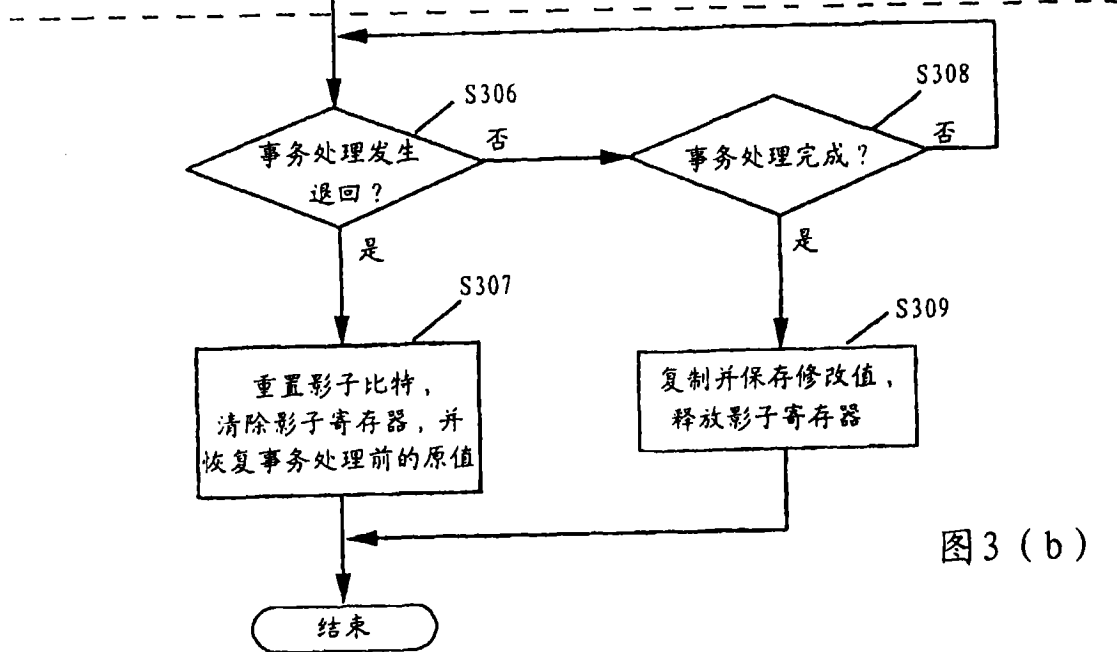 S306
事务处理发生
退回？
否
S308
事务处理完成？
否
是
是
S307
重置影子比特，
清除影子寄存器，并
恢复事务处理前的原值
S309
复制并保存修改值，
释放影子寄存器
图3（b）
结束